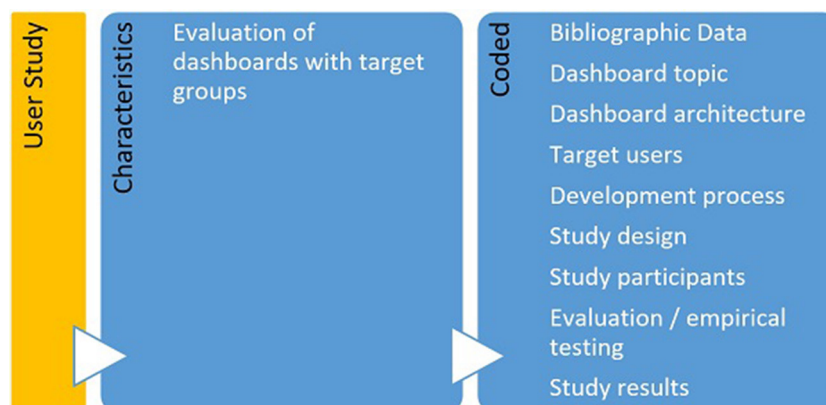 User Study
Characteristics
Evaluation of
dashboards with target
groups
Coded
Bibliographic Data
Dashboard topic
Dashboard architecture
Target users
Development process
Study design
Study participants
Evaluation / empirical
testing
Study results